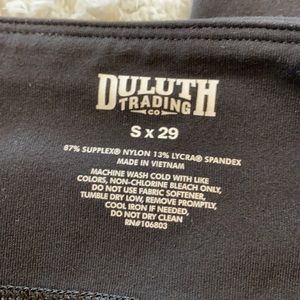 DULUTH
TRADING
CO
S x 29
87% SUPPLEX® NYLON 13% LYCRA® SPANDEX
MADE IN VIETNAM
MACHINE WASH COLD WITH LIKE
COLORS, NON-CHLORINE BLEACH ONLY,
DO NOT USE FABRIC SOFTENER,
TUMBLE DRY LOW, REMOVE PROMPTLY,
COOL IRON IF NEEDED,
DO NOT DRY CLEAN
RN#106803